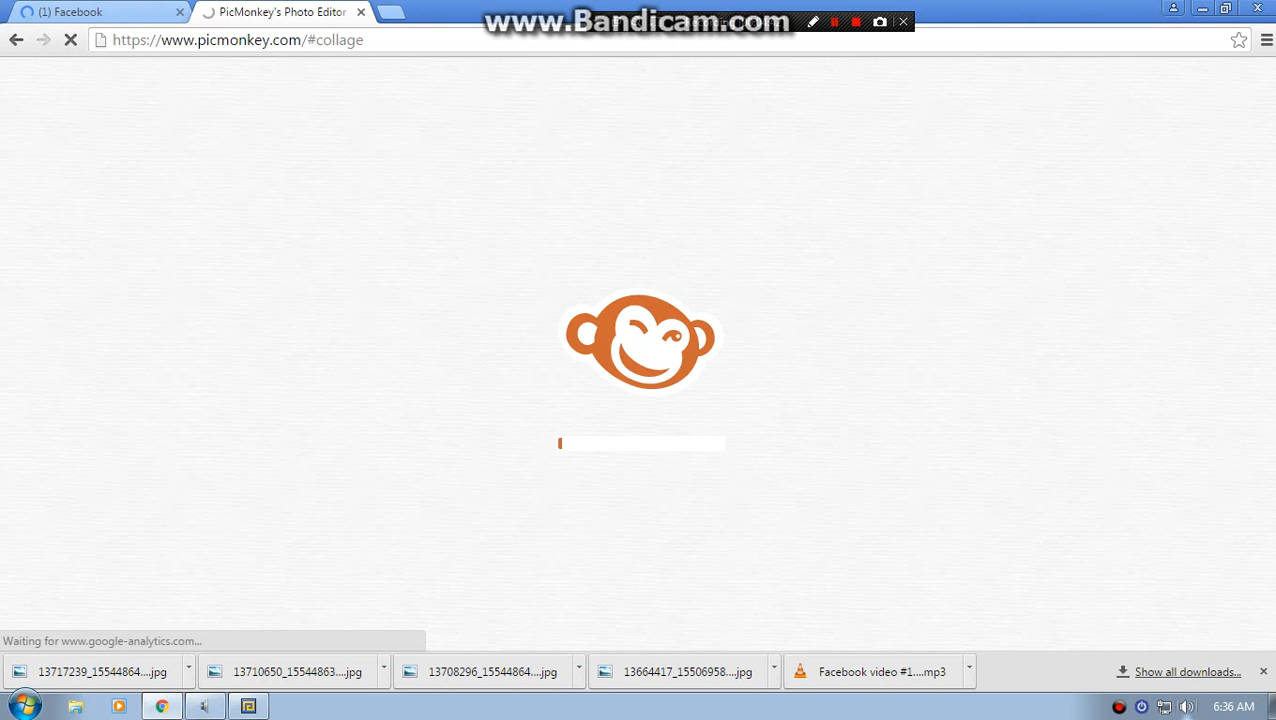 (1) Facebook
PicMonkey's Photo Editor
www.Bandicam.com
https://www.picmonkey.com/#collage
Waiting for www.google-analytics.com...
13717239_15544864....jpg
13710650_15544863....jpg
13708296_15544864....jpg
13664417_15506958....jpg
Facebook video #1....mp3
Show all downloads...
6:36 AM